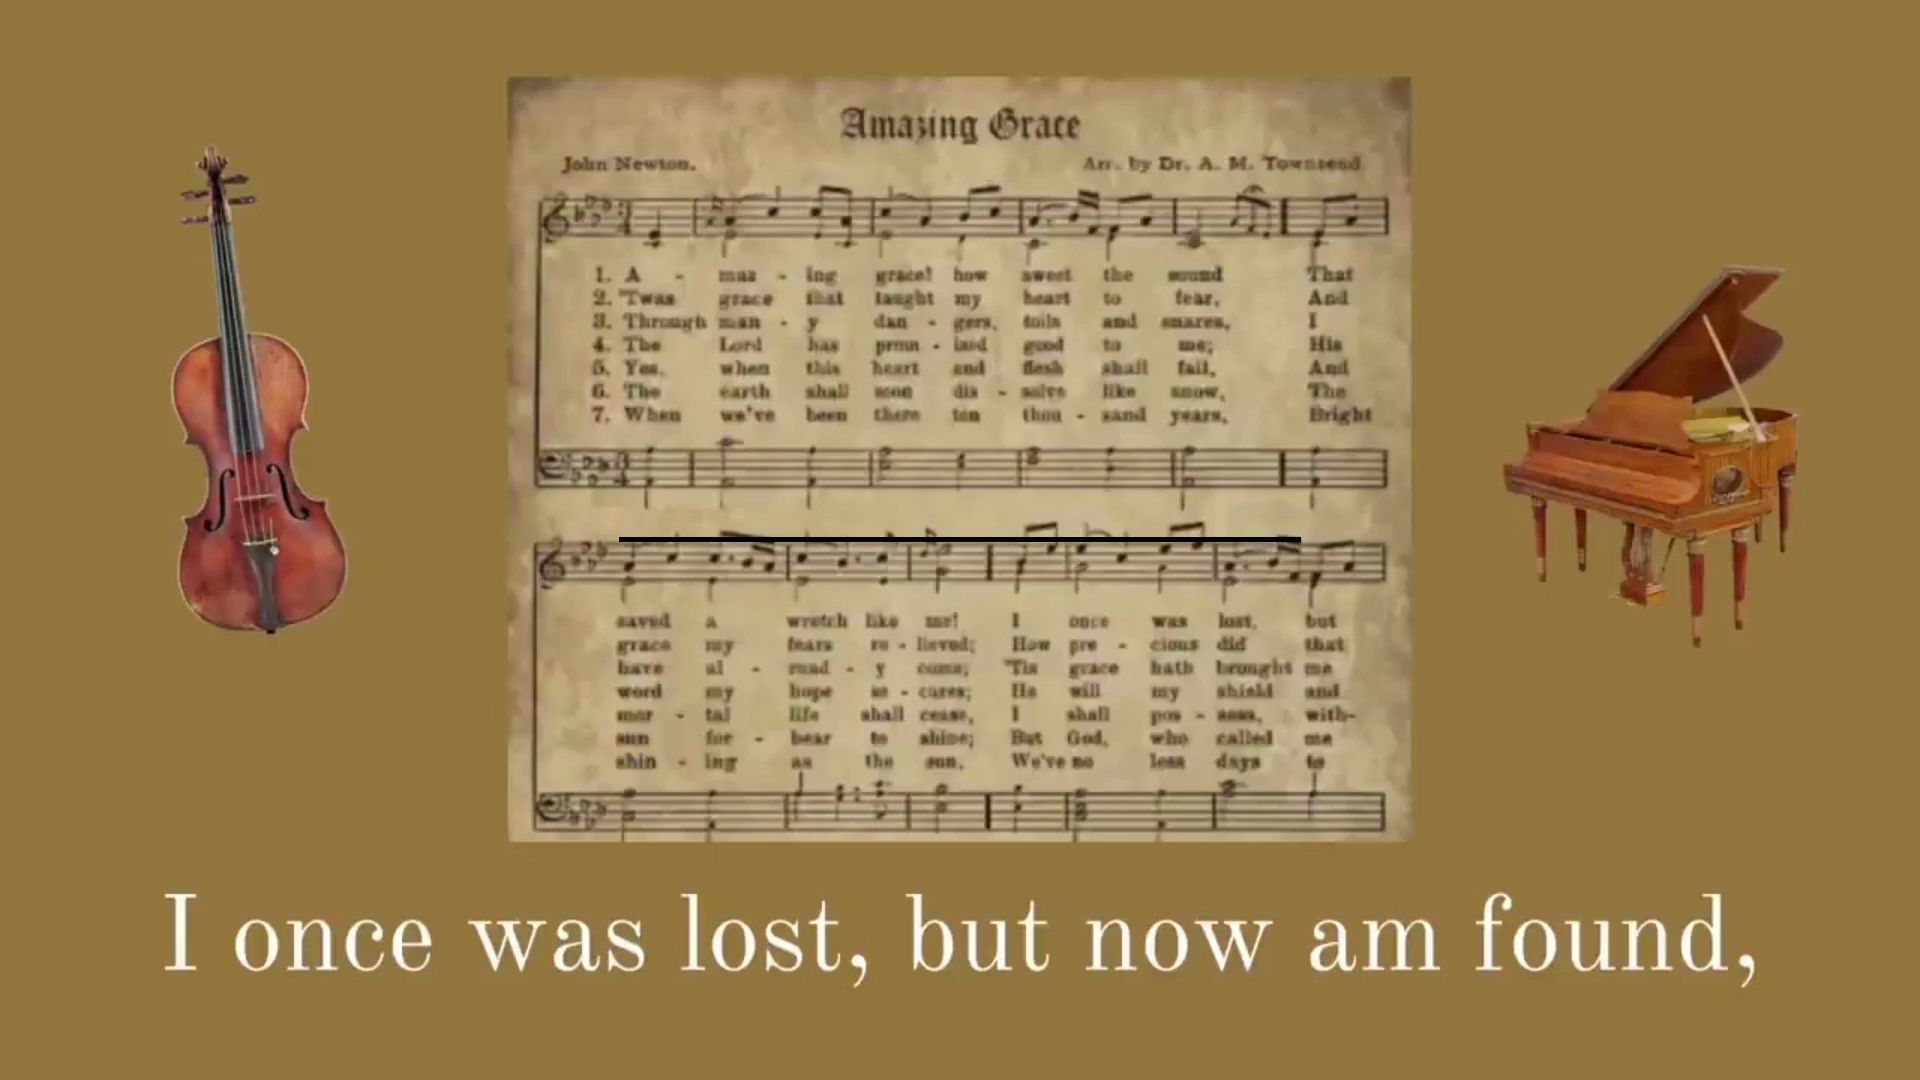 Amazing Grace
John Newton.
Arr. by Dr. A. M. Townsend
1. A - maz - ing grace! how sweet the sound That
2. 'Twas grace that taught my heart to fear, And
3. Through man - y dan - gers, toils and snares, I
4. The Lord has prom - ised good to me; His
5. Yes, when this heart and flesh shall fail, And
6. The earth shall soon dis - solve like snow, The
7. When we've been there ten thou - sand years, Bright
saved a wretch like me! I once was lost, but
grace my fears re - lieved; How pre - cious did that
have al - read - y come; 'Tis grace hath brought me
word my hope se - cures; He will my shield and
mor - tal life shall cease, I shall pos - sess, with-
sun for - bear to shine; But God, who called me
shin - ing as the sun, We've no less days to
I once was lost, but now am found,